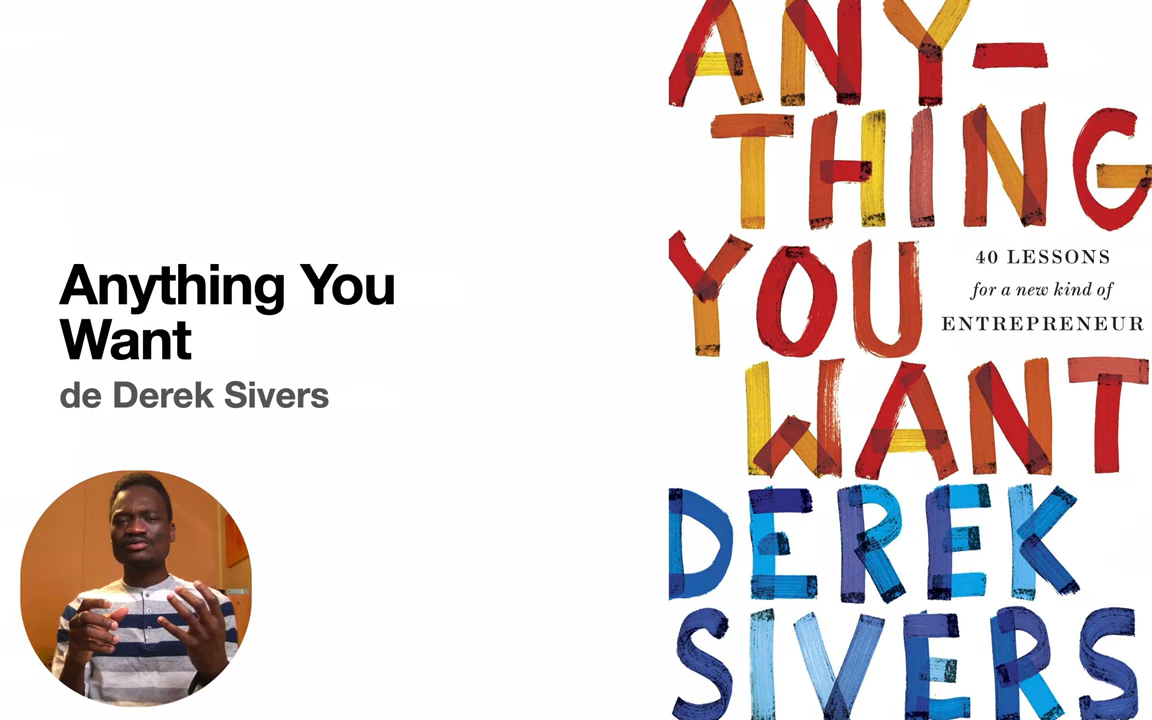 Anything You
Want
de Derek Sivers
ANY-
THING
YOU
40 LESSONS
for a new kind of
ENTREPRENEUR
WANT
DEREK
SIVERS